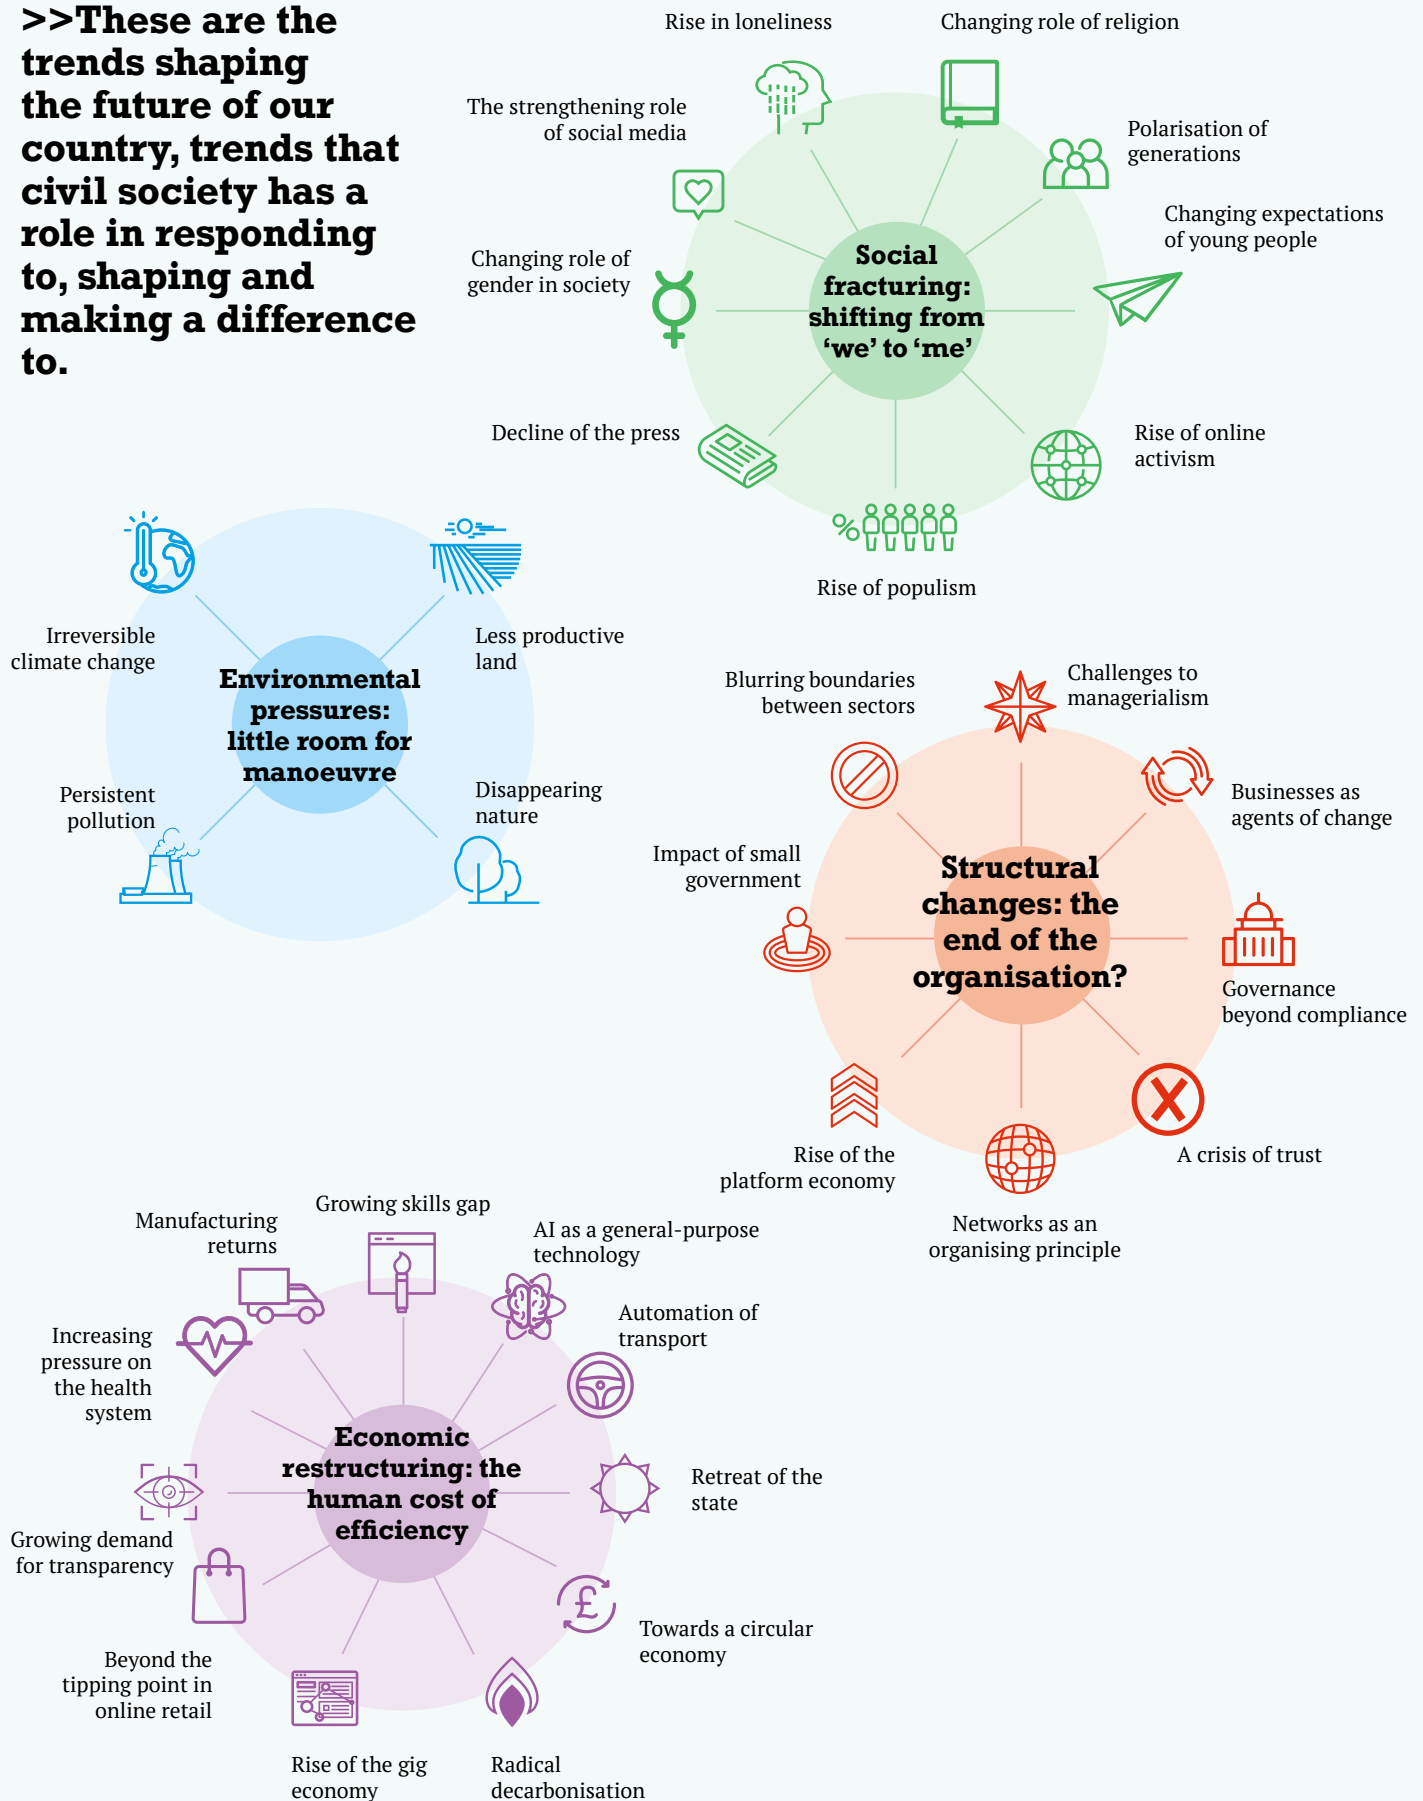 >>These are the
trends shaping
the future of our
country, trends that
civil society has a
role in responding
to, shaping and
making a difference
to.
Rise in loneliness
Changing role of religion
The strengthening role
of social media
Polarisation of
generations
Changing expectations
of young people
Changing role of
gender in society
Social
fracturing:
shifting from
‘we’ to ‘me’
Decline of the press
Rise of online
activism
Rise of populism
Irreversible
climate change
Less productive
land
Environmental
pressures:
little room for
manoeuvre
Persistent
pollution
Disappearing
nature
Blurring boundaries
between sectors
Challenges to
managerialism
Businesses as
agents of change
Impact of small
government
Structural
changes: the
end of the
organisation?
Governance
beyond compliance
Rise of the
platform economy
A crisis of trust
Networks as an
organising principle
Manufacturing
returns
Growing skills gap
AI as a general-purpose
technology
Automation of
transport
Increasing
pressure on
the health
system
Economic
restructuring: the
human cost of
efficiency
Retreat of the
state
Growing demand
for transparency
£
Towards a circular
economy
Beyond the
tipping point in
online retail
Rise of the gig
economy
Radical
decarbonisation